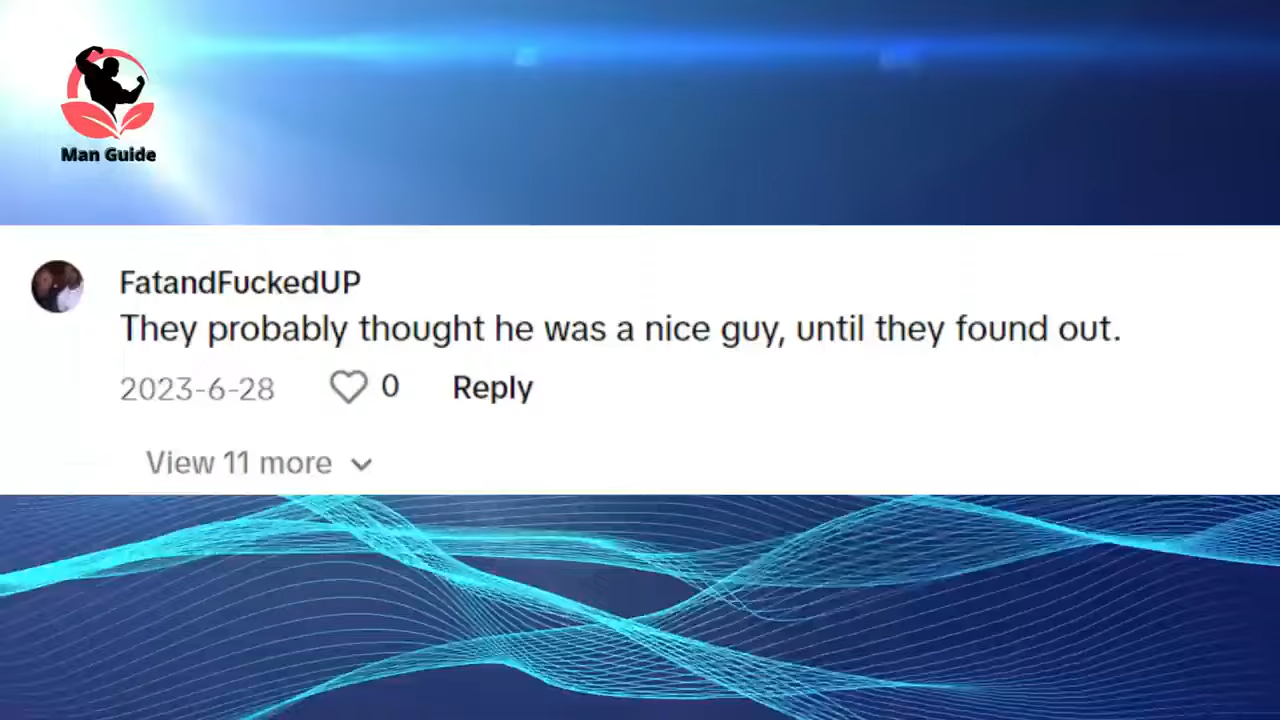 Man Guide
FatandFuckedUP
They probably thought he was a nice guy, until they found out.
2023-6-28 0 Reply
View 11 more